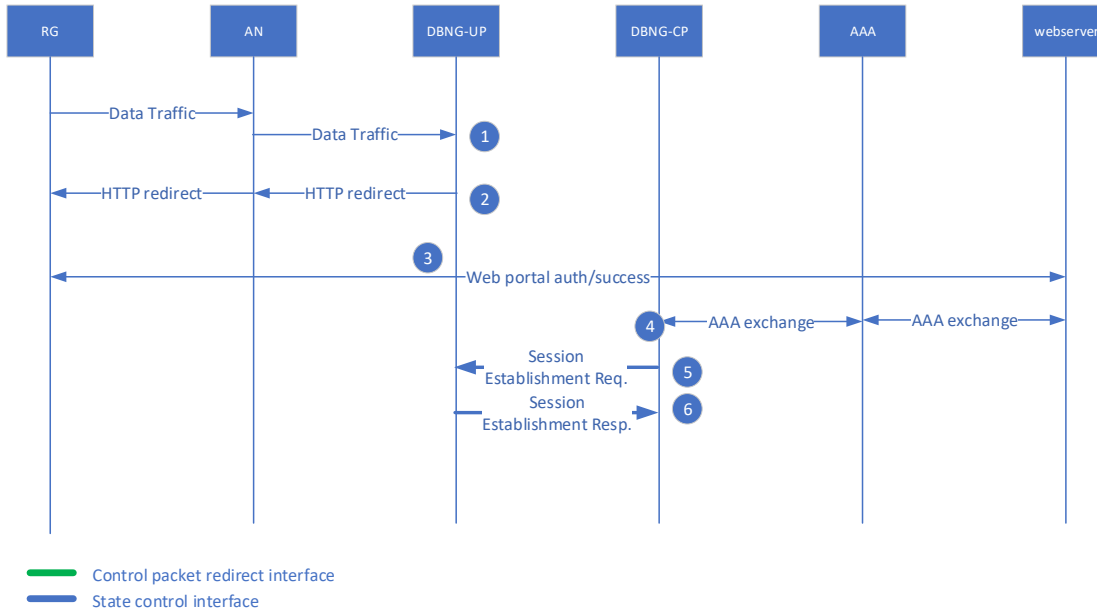 RG
AN
DBNG-UP
DBNG-CP
AAA
webserver
Data Traffic
Data Traffic
1
HTTP redirect
HTTP redirect
2
3
Web portal auth/success
4
AAA exchange
AAA exchange
Session
Establishment Req.
5
Session
Establishment Resp.
6
Control packet redirect interface
State control interface